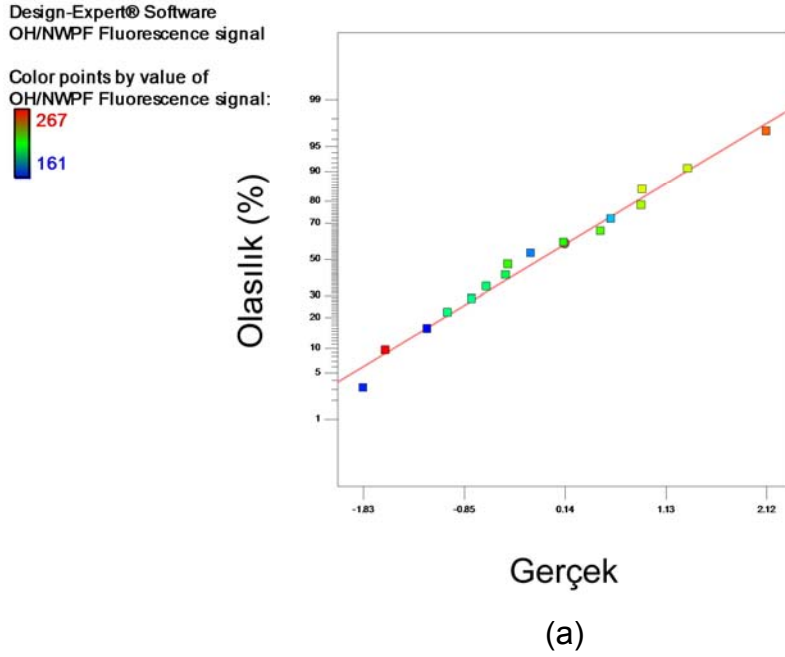 Design-Expert® Software
OH/NWPF Fluorescence signal
Color points by value of
OH/NWPF Fluorescence signal:
267
161
Olasılık (%)
99
95
90
80
70
50
30
20
10
5
1
-1.83
-0.85
0.14
1.13
2.12
Gerçek
(a)